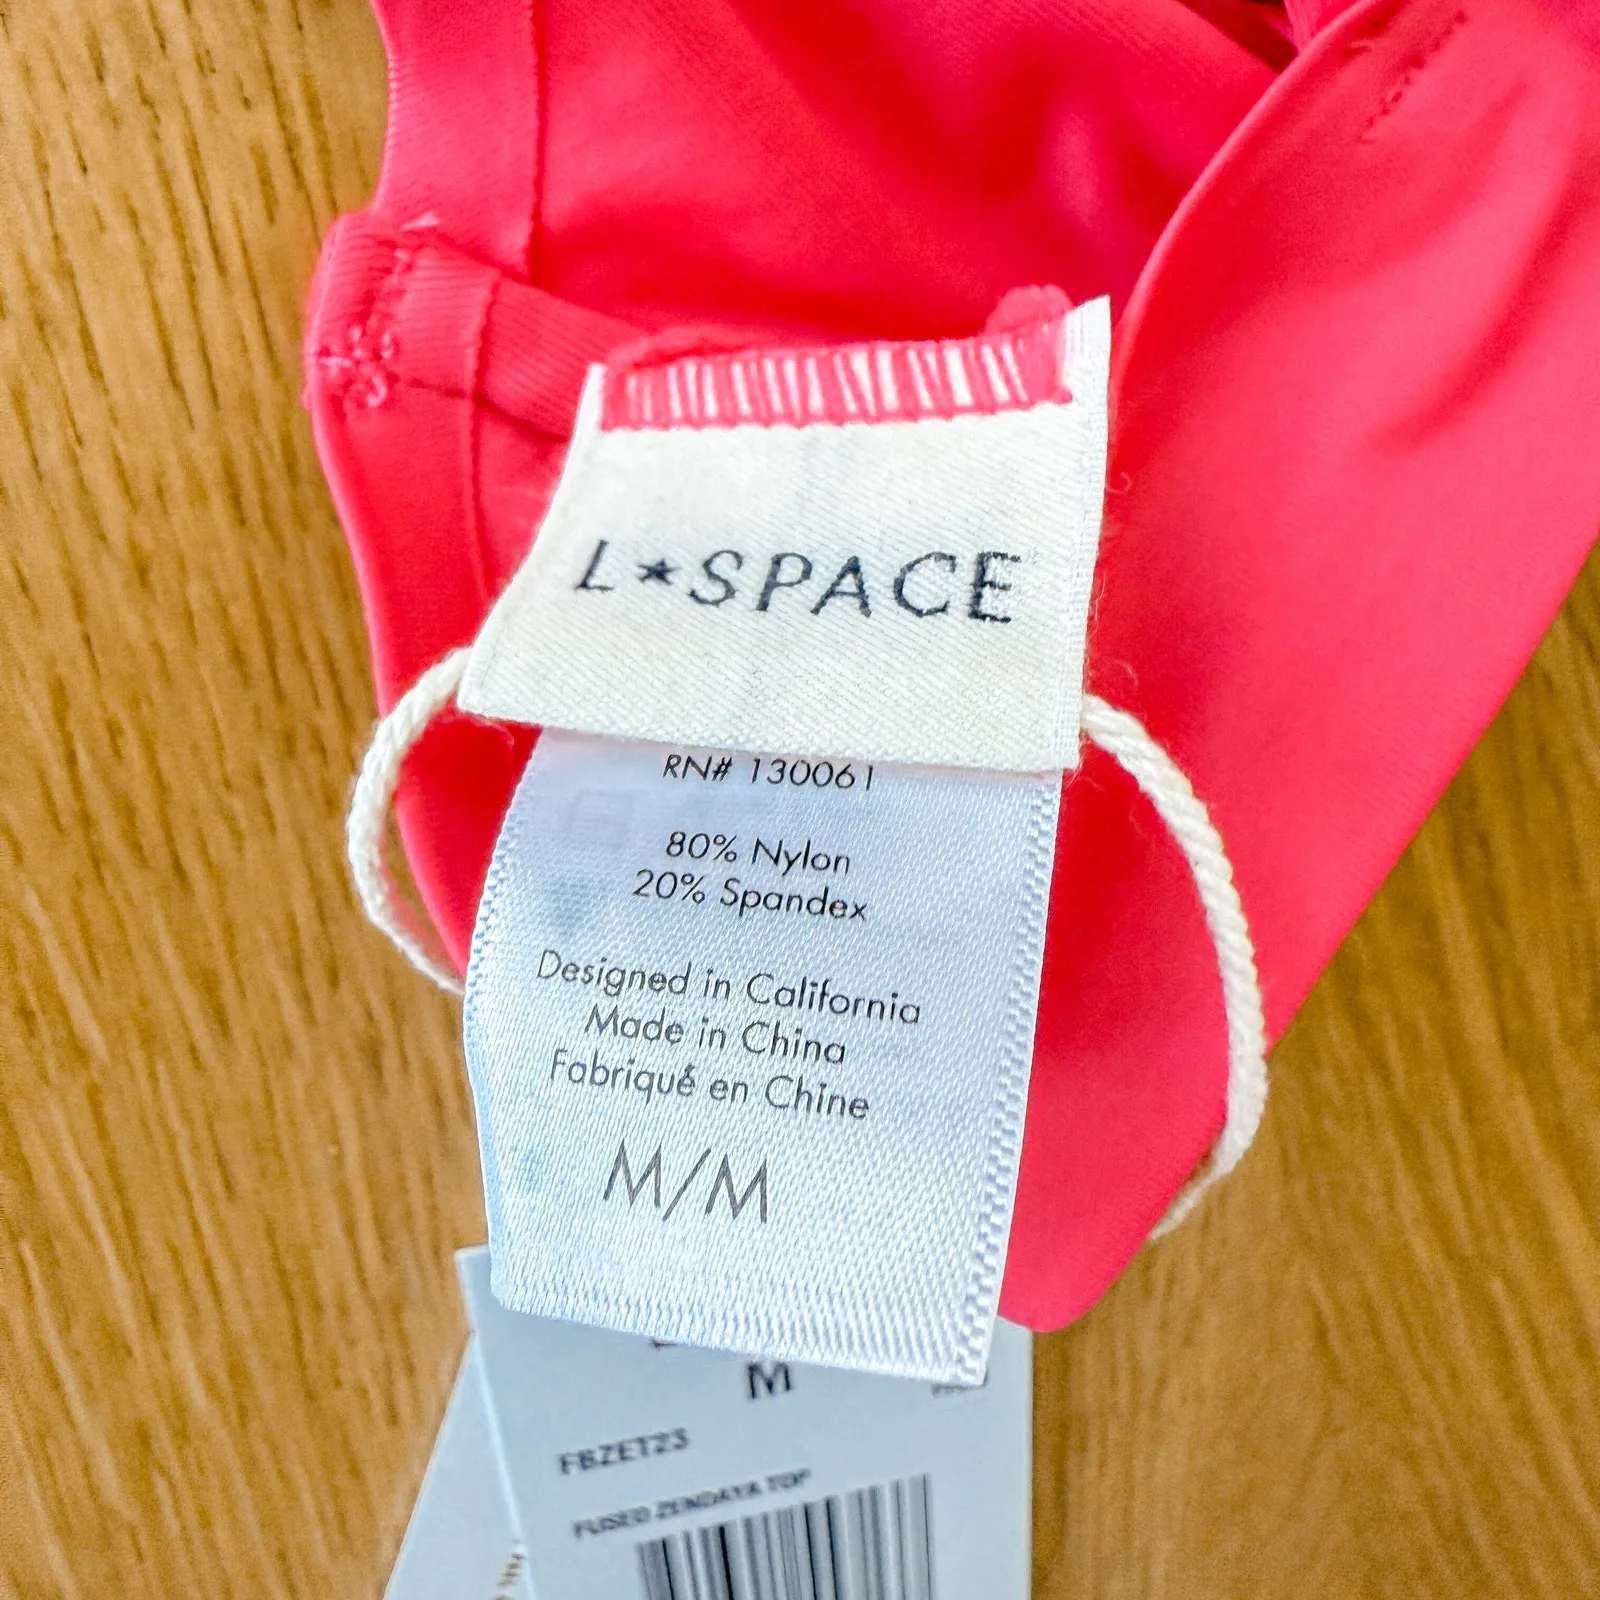 L★SPACE
RN# 130061
80% Nylon
20% Spandex
Designed in California
Made in China
Fabriqué en Chine
M/M
M
FBZET23
FUSED ZENDAYA TOP